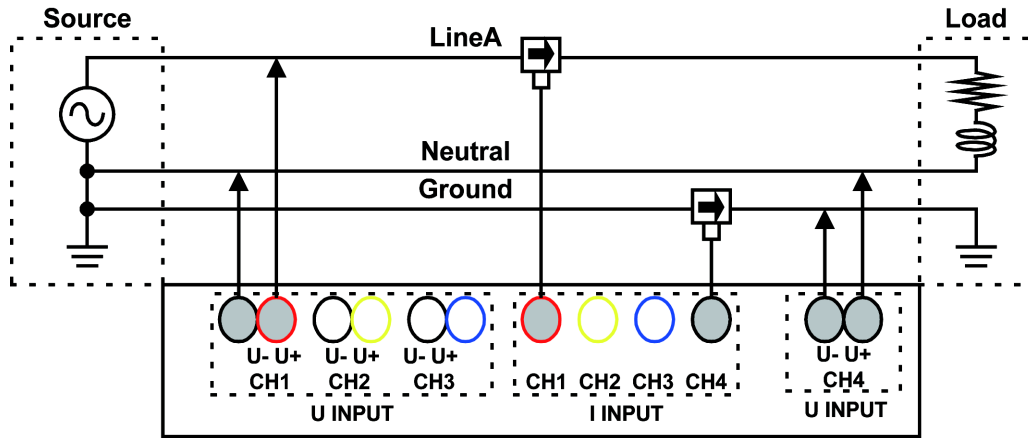 Source
Load
LineA
Neutral
Ground
U- U+
U- U+
U- U+
U- U+
CH1
CH2
CH3
CH1
CH2
CH3
CH4
CH4
U INPUT
I INPUT
U INPUT